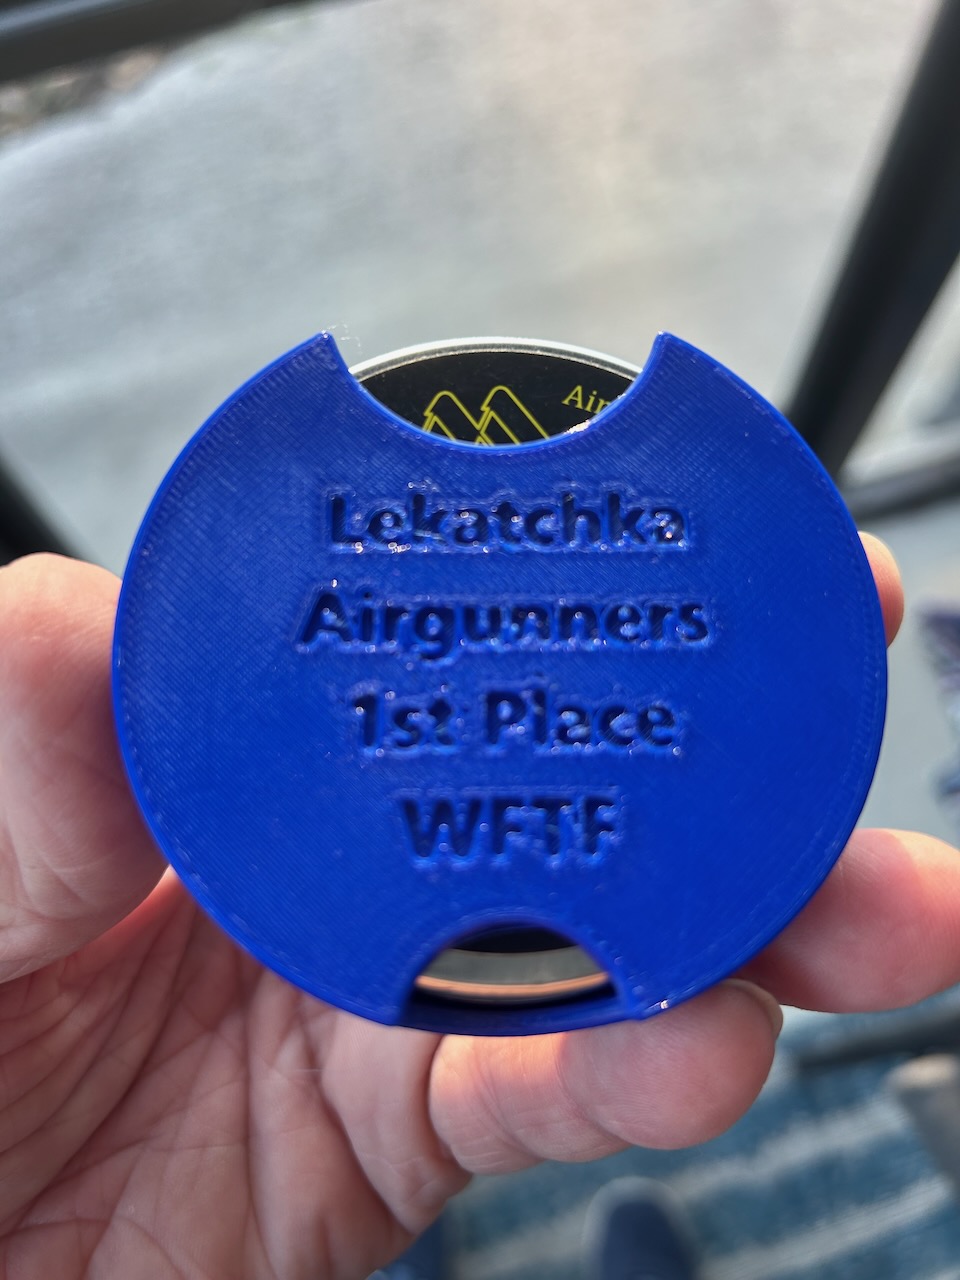 Lekatchka
Airgunners
1st Place
WFTF